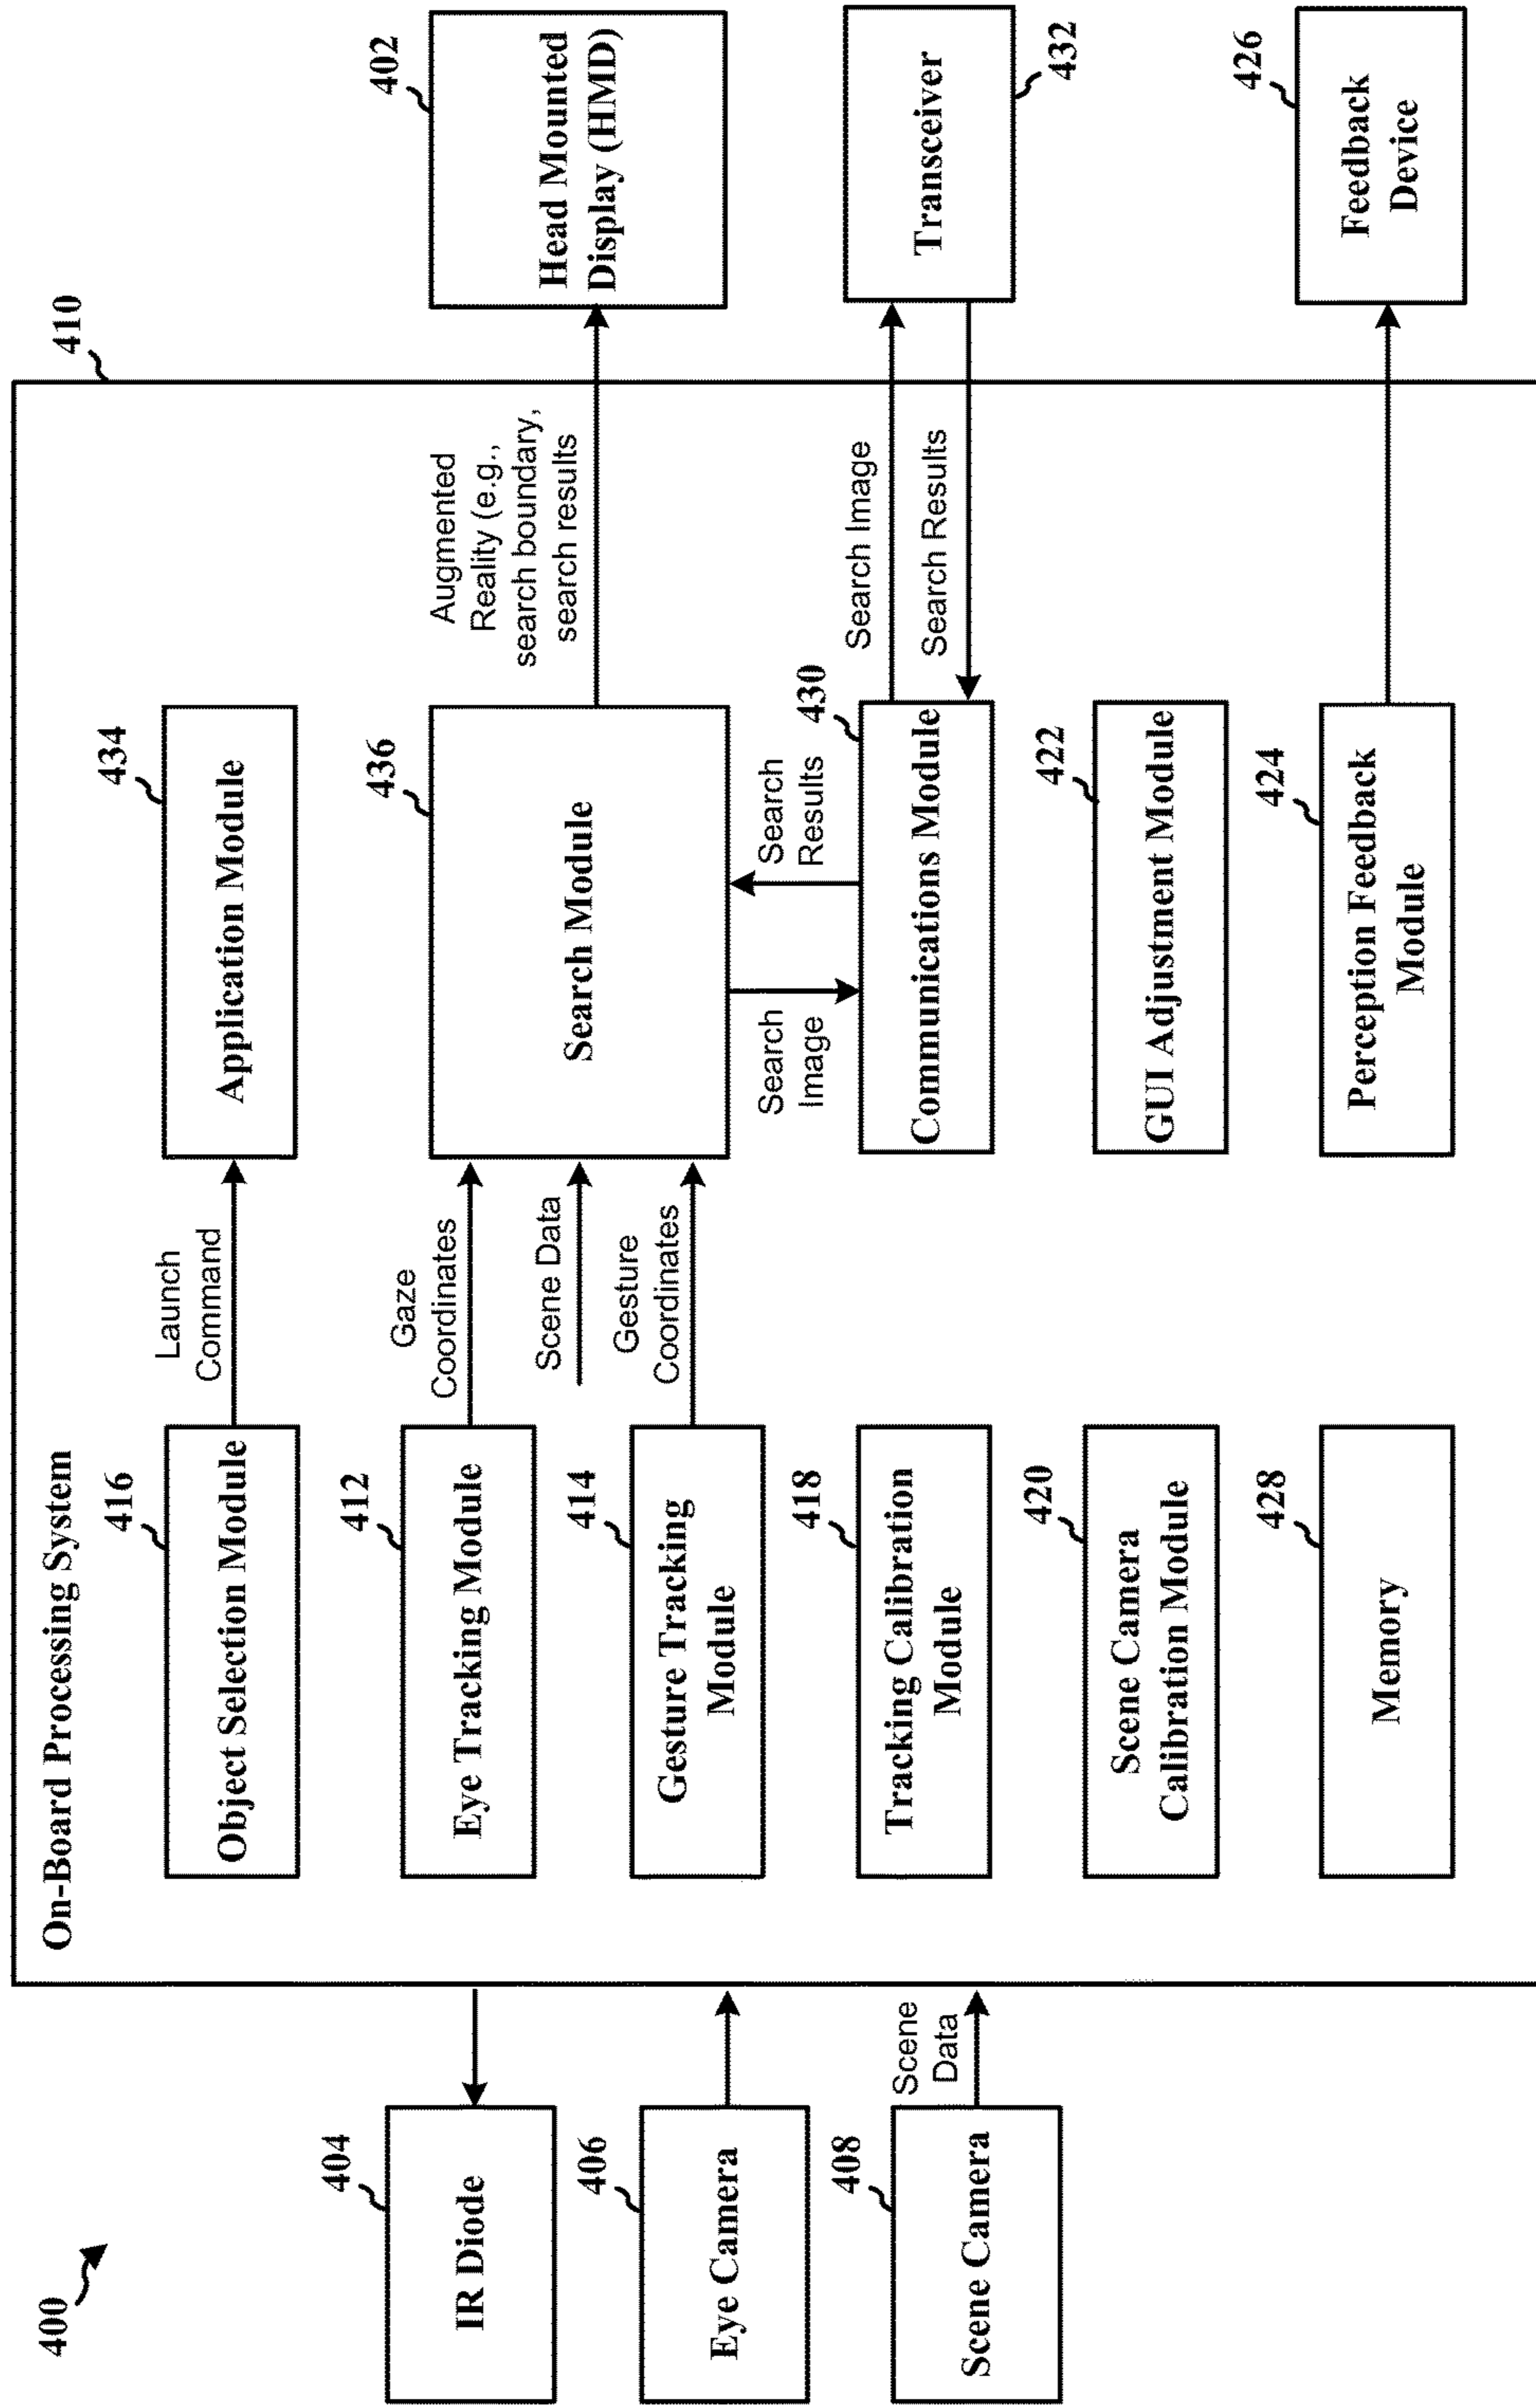 400
410
On-Board Processing System
404
IR Diode
406
Eye Camera
408
Scene Camera
Scene
Data
416
Object Selection Module
Launch
Command
434
Application Module
412
Eye Tracking Module
Gaze
Coordinates
Scene Data
414
Gesture Tracking
Module
Gesture
Coordinates
436
Search Module
Augmented
Reality (e.g.,
search boundary,
search results
402
Head Mounted
Display (HMD)
Search
Image
Search
Results
418
Tracking Calibration
Module
430
Communications Module
Search Image
Search Results
Transceiver
432
420
Scene Camera
Calibration Module
422
GUI Adjustment Module
428
Memory
424
Perception Feedback
Module
426
Feedback
Device